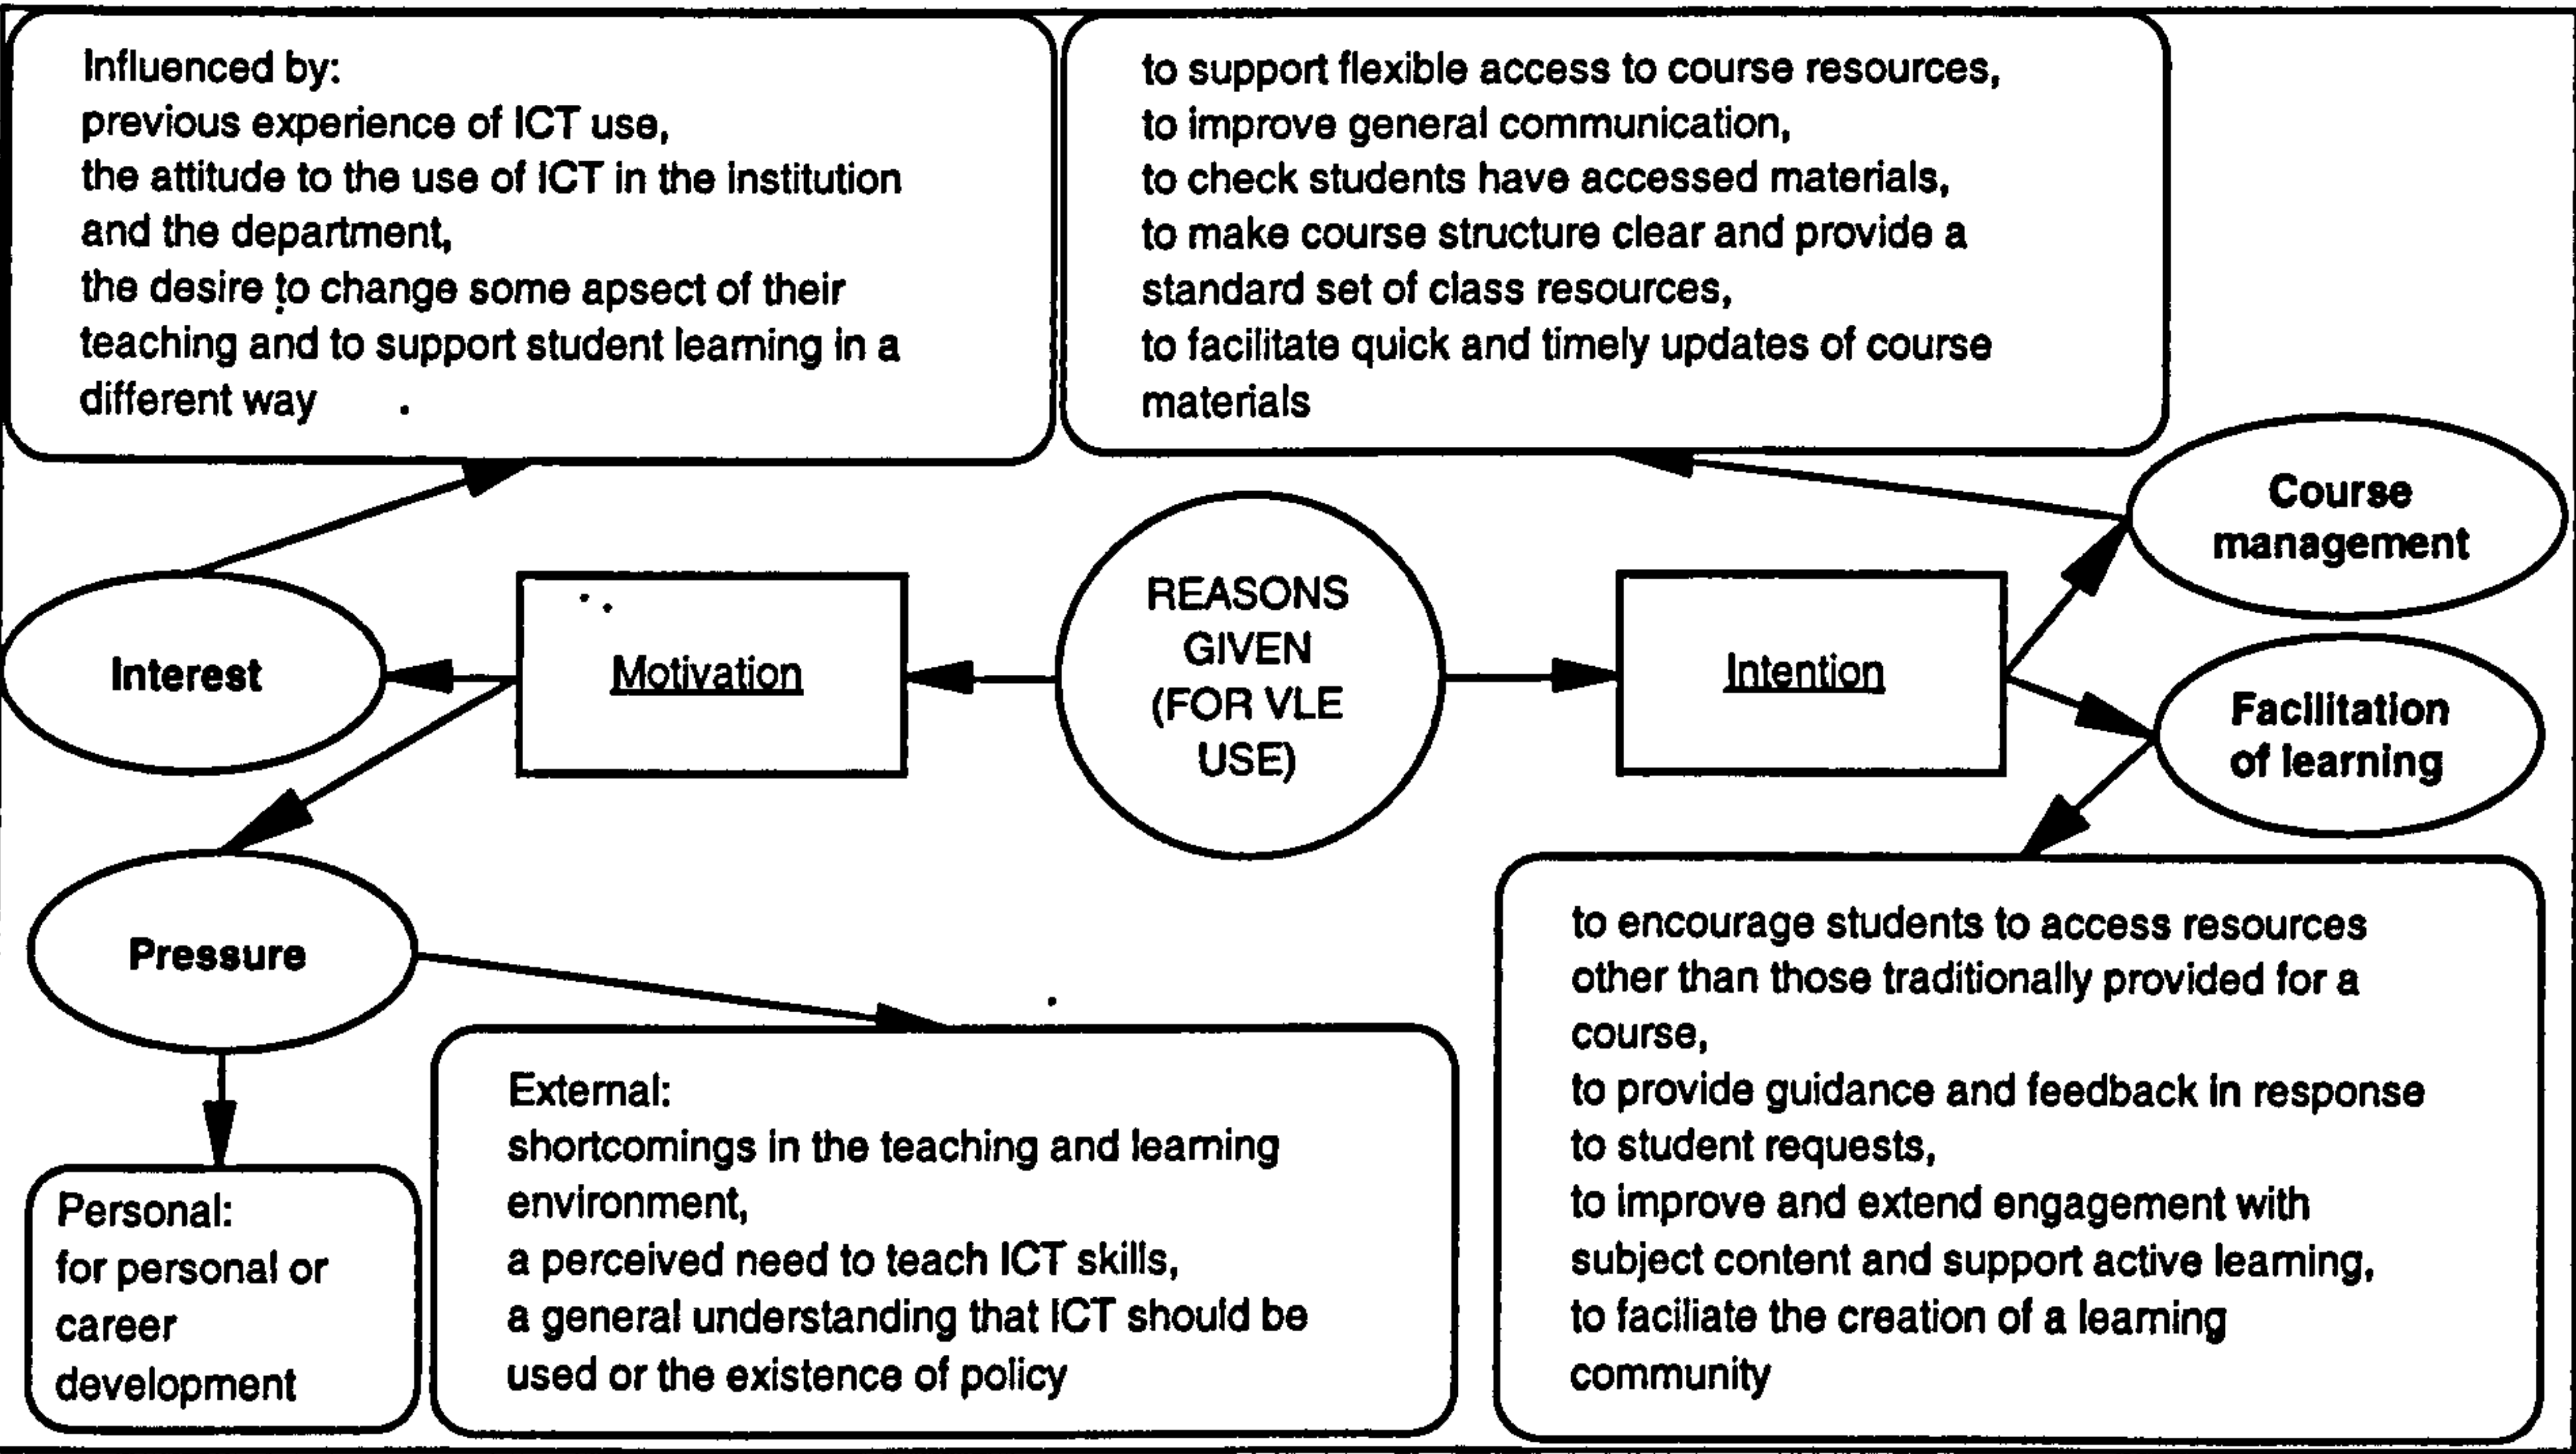 Influenced by:
previous experience of ICT use,
the attitude to the use of ICT in the institution
and the department,
the desire to change some apsect of their
teaching and to support student learning in a
different way
to support flexible access to course resources,
to improve general communication,
to check students have accessed materials,
to make course structure clear and provide a
standard set of class resources,
to facilitate quick and timely updates of course
materials
Course
management
Interest
Motivation
REASONS
GIVEN
(FOR VLE
USE)
Intention
Facilitation
of learning
Pressure
Personal:
for personal or
career
development
External:
shortcomings in the teaching and learning
environment,
a perceived need to teach ICT skills,
a general understanding that ICT should be
used or the existence of policy
to encourage students to access resources
other than those traditionally provided for a
course,
to provide guidance and feedback in response
to student requests,
to improve and extend engagement with
subject content and support active learning,
to faciliate the creation of a learning
community